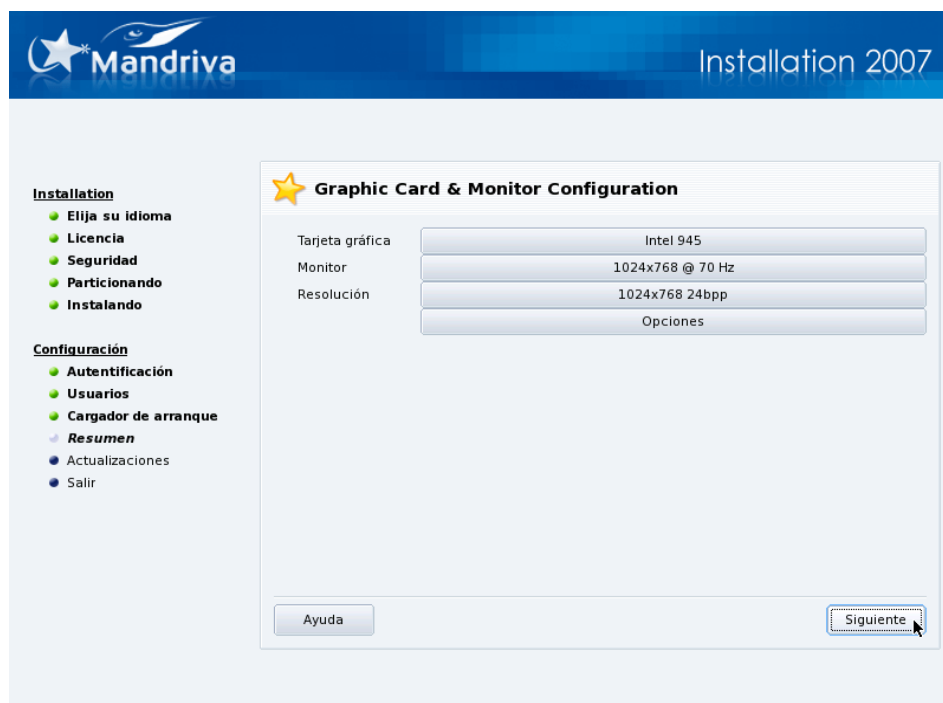 Mandriva
Installation 2007
Installation
Elija su idioma
Licencia
Seguridad
Particionando
Instalando
Configuración
Autentificación
Usuarios
Cargador de arranque
Resumen
Actualizaciones
Salir
Graphic Card & Monitor Configuration
Tarjeta gráfica Intel 945
Monitor 1024x768 @ 70 Hz
Resolución 1024x768 24bpp
Opciones
Ayuda Siguiente